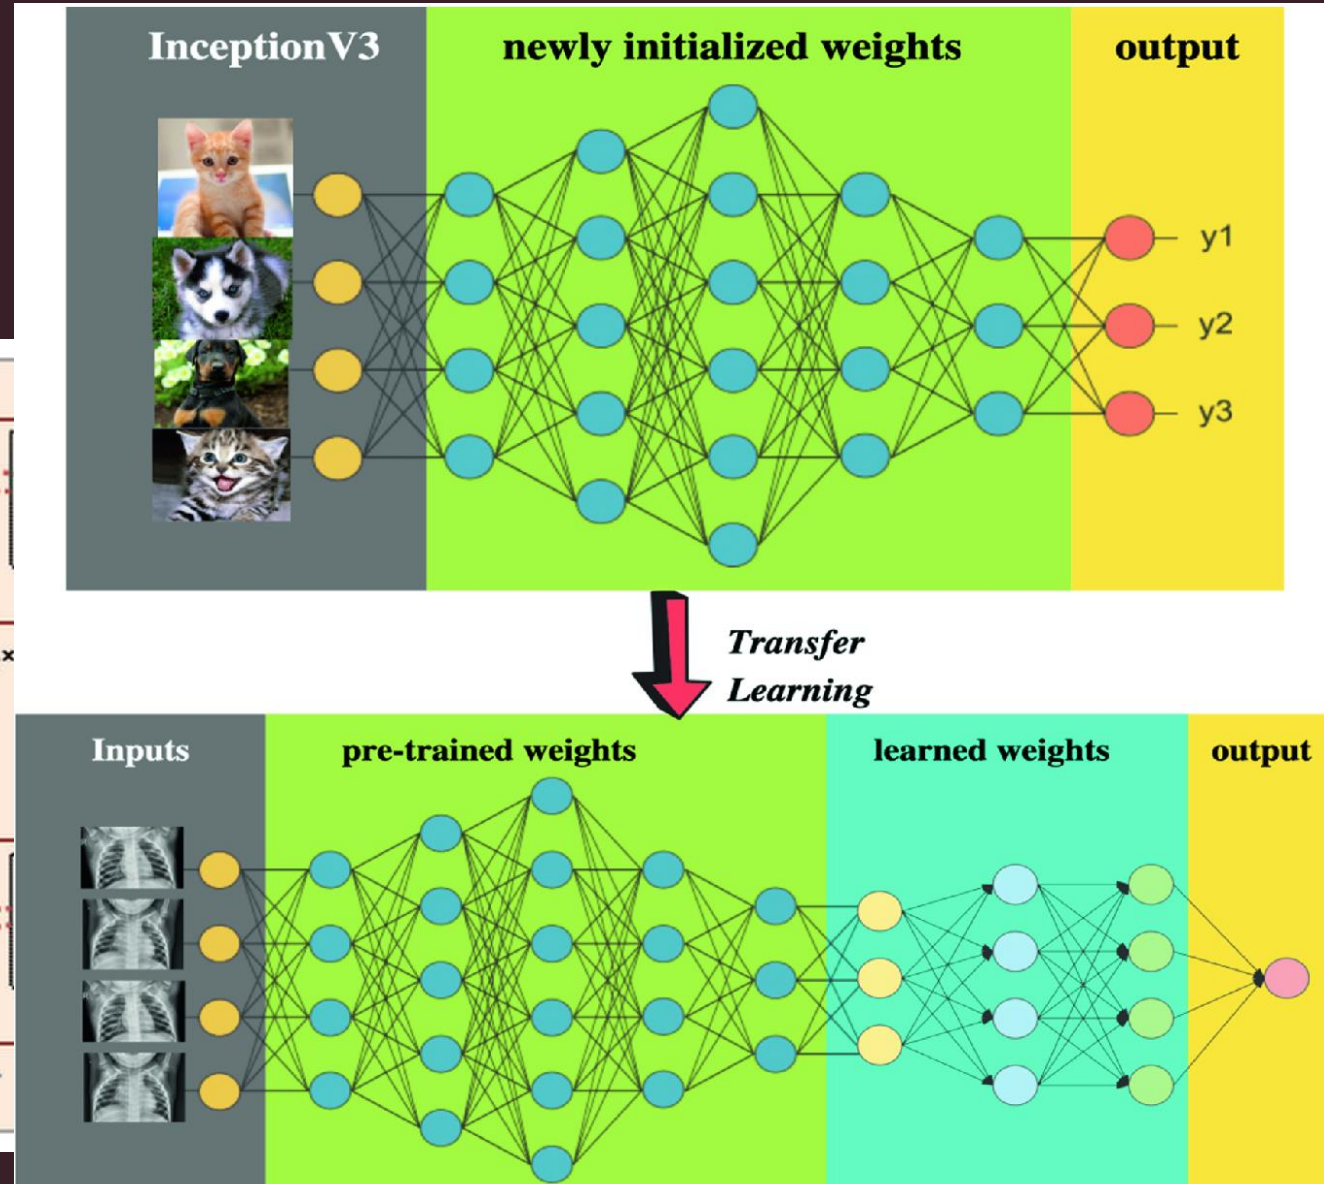 InceptionV3
newly initialized weights
output
y1
y2
y3
Transfer
Learning
Inputs
pre-trained weights
learned weights
output
x